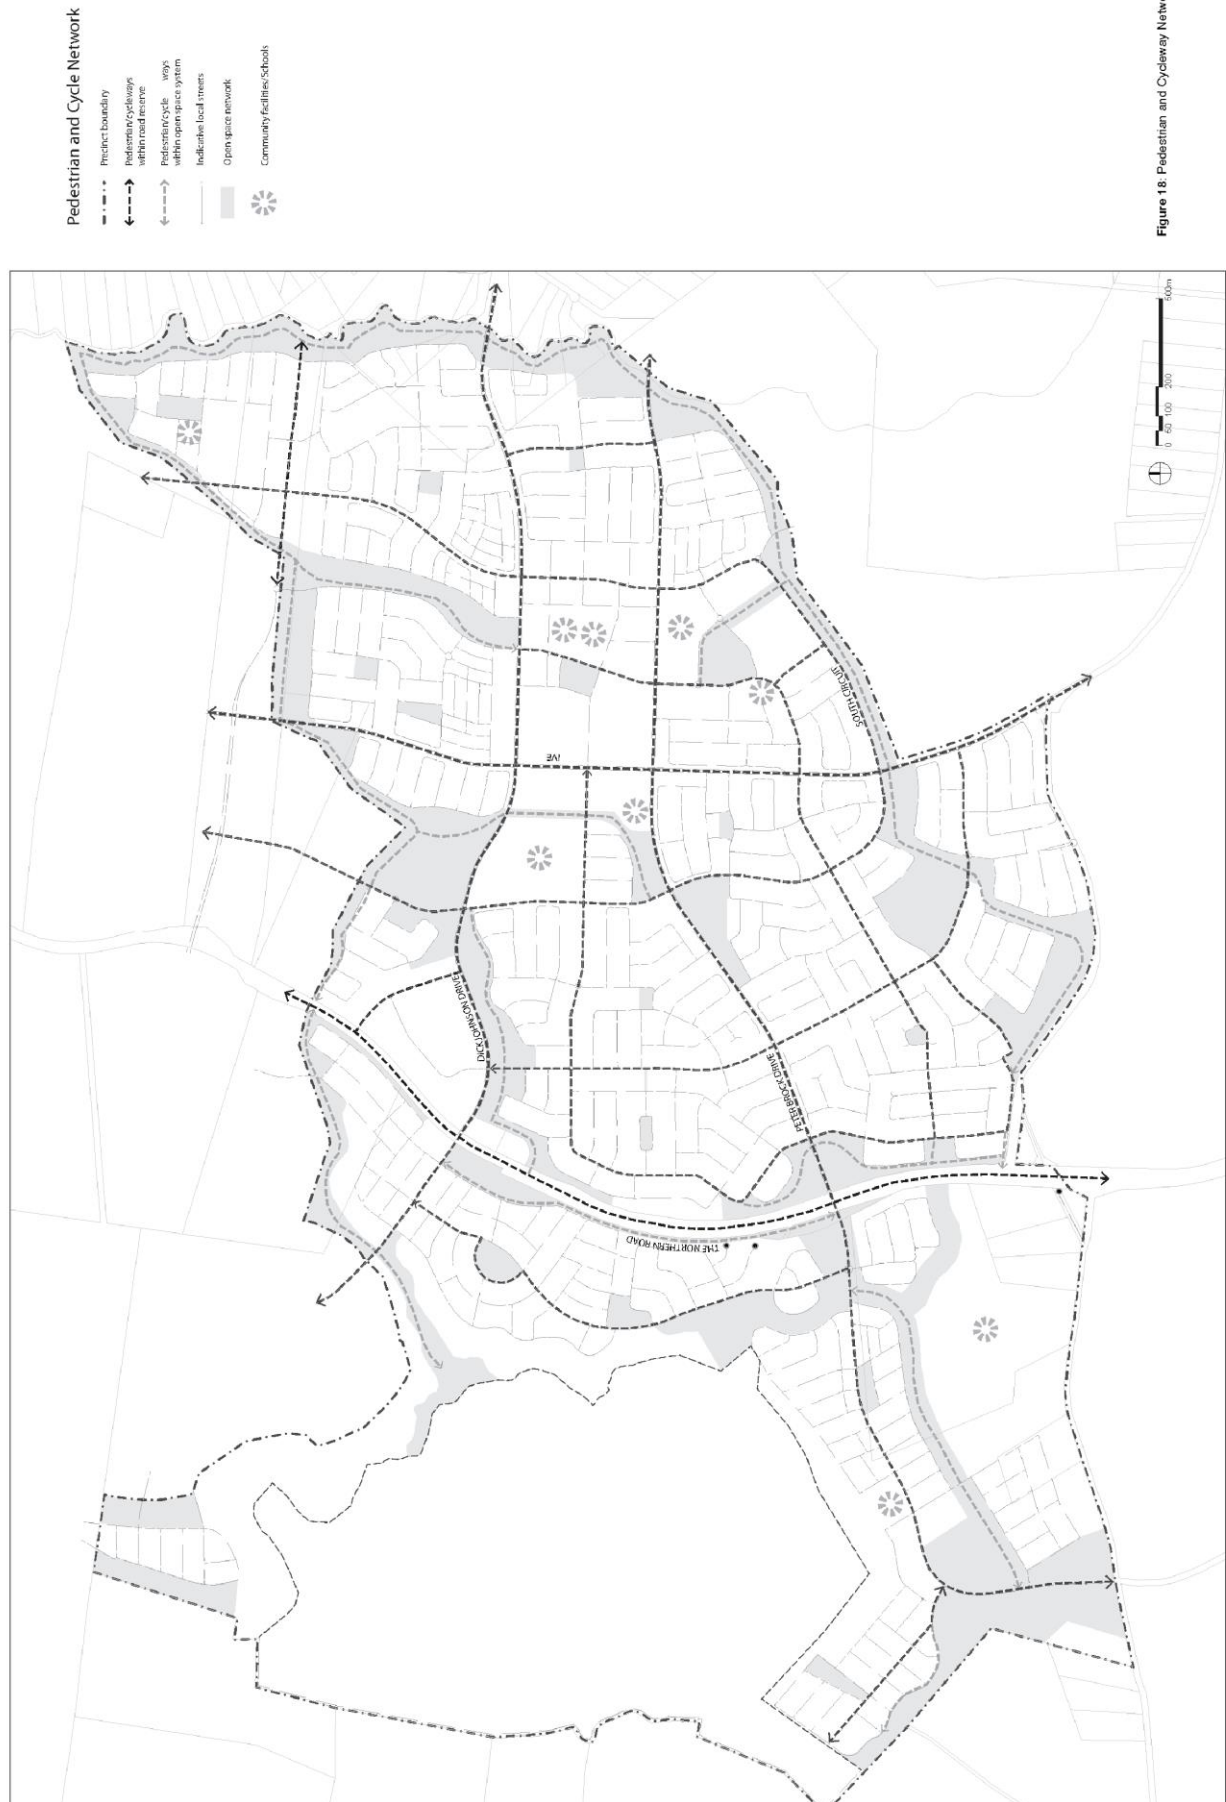 Pedestrian and Cycle Network
Precinct boundary
Pedestrian/cycleways
within road reserve
Pedestrian/cycle ways
within open space system
Indicative local streets
Open space network
Community facilities/Schools
DICK JOHNSON DRIVE
THE NORTHERN ROAD
PETER BROCK DRIVE
SOUTH CIRCUIT
IVE
0 50 100 200 500m
Figure 18: Pedestrian and Cycleway Netwo